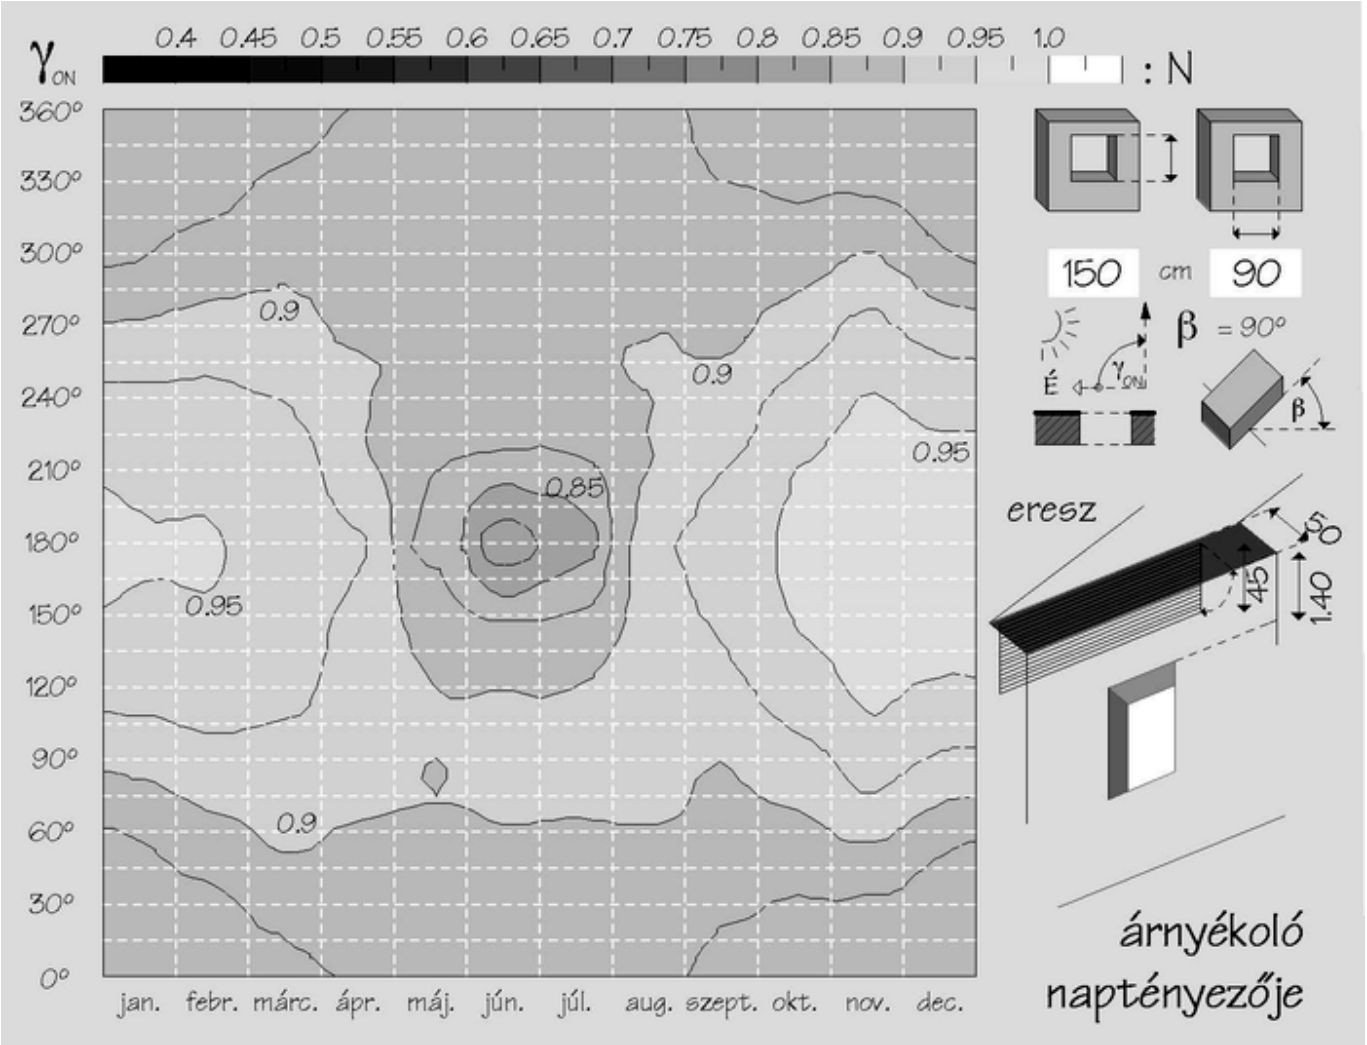 γON 0.4 0.45 0.5 0.55 0.6 0.65 0.7 0.75 0.8 0.85 0.9 0.95 1.0 : N
360°
330°
300°
270°
240°
210°
180°
150°
120°
90°
60°
30°
0°
0.9
0.9
0.95
0.85
0.95
0.9
jan. febr. márc. ápr. máj. jún. júl. aug. szept. okt. nov. dec.
150 cm 90
β = 90°
É γON
β
eresz
50
45
1.40
árnyékoló
naptényezője